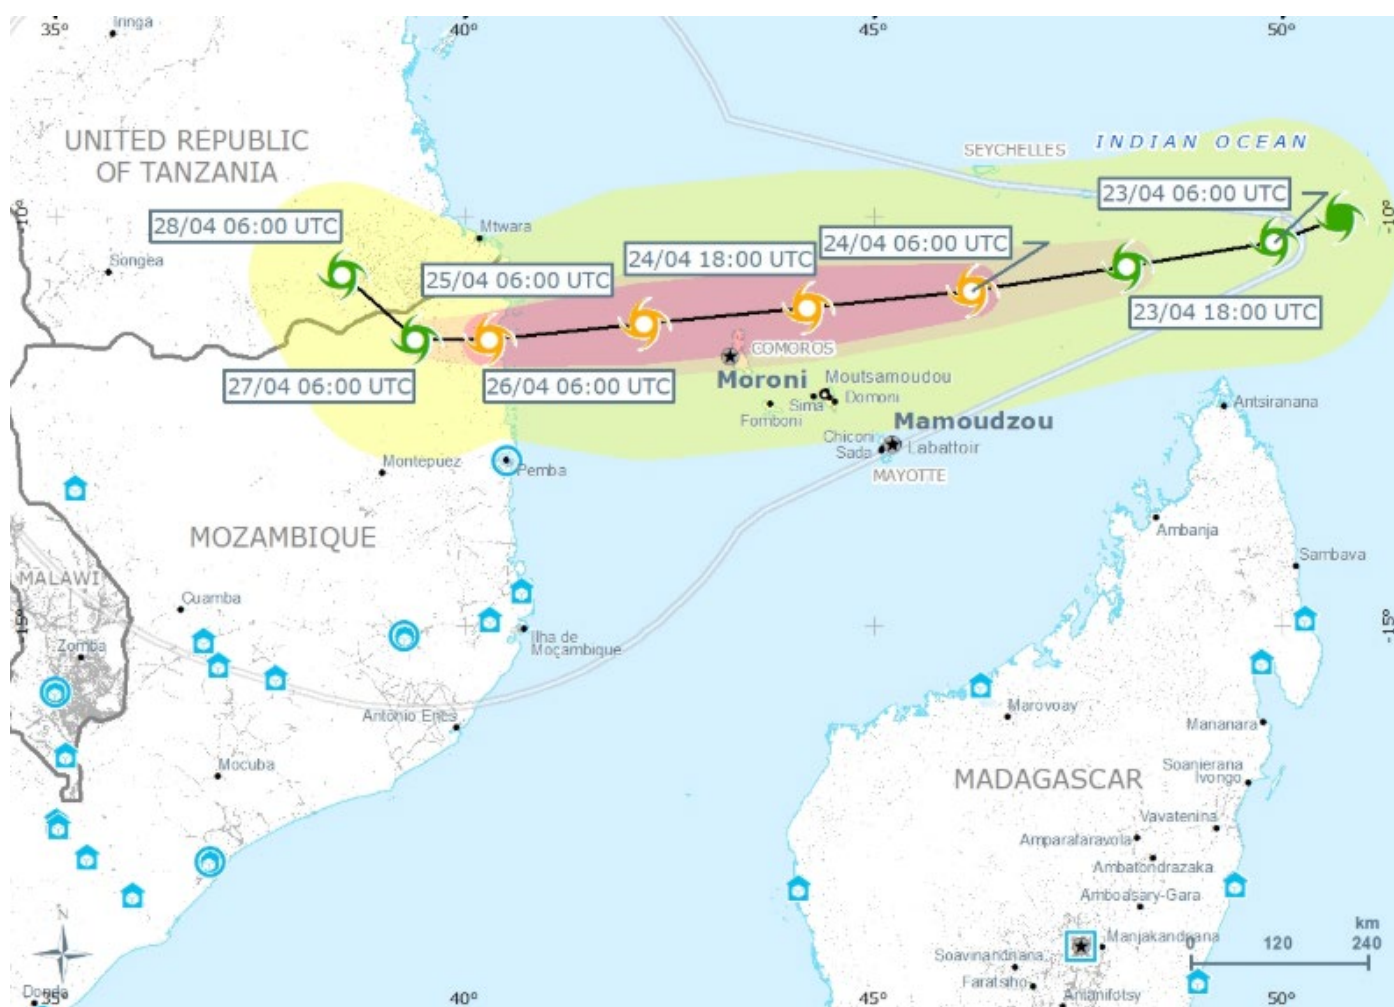 35°
40°
45°
50°
Iringa
UNITED REPUBLIC
OF TANZANIA
INDIAN OCEAN
SEYCHELLES
23/04 06:00 UTC
-10°
-10°
28/04 06:00 UTC
Mtwara
24/04 06:00 UTC
24/04 18:00 UTC
Songea
25/04 06:00 UTC
23/04 18:00 UTC
COMOROS
27/04 06:00 UTC
26/04 06:00 UTC
Moroni
Moutsamoudou
Sima
Domoni
Fomboni
Antsiranana
Mamoudzou
Chiconi
Sada
Labattoir
MAYOTTE
Montepuez
Pemba
MOZAMBIQUE
Ambanja
Sambava
MALAWI
Cuamba
-15°
-15°
Zomba
Ilha de
Moçambique
António Enes
Marovoay
Mananara
Mocuba
MADAGASCAR
Soanierana
Ivongo
Vavatenina
Amparafaravola
Ambatondrazaka
Amboasary-Gara
N
km
Manjakandriana
0 120 240
Soavinandriana
Faratsiho
Antanifotsy
Dondo
35°
40°
45°
50°